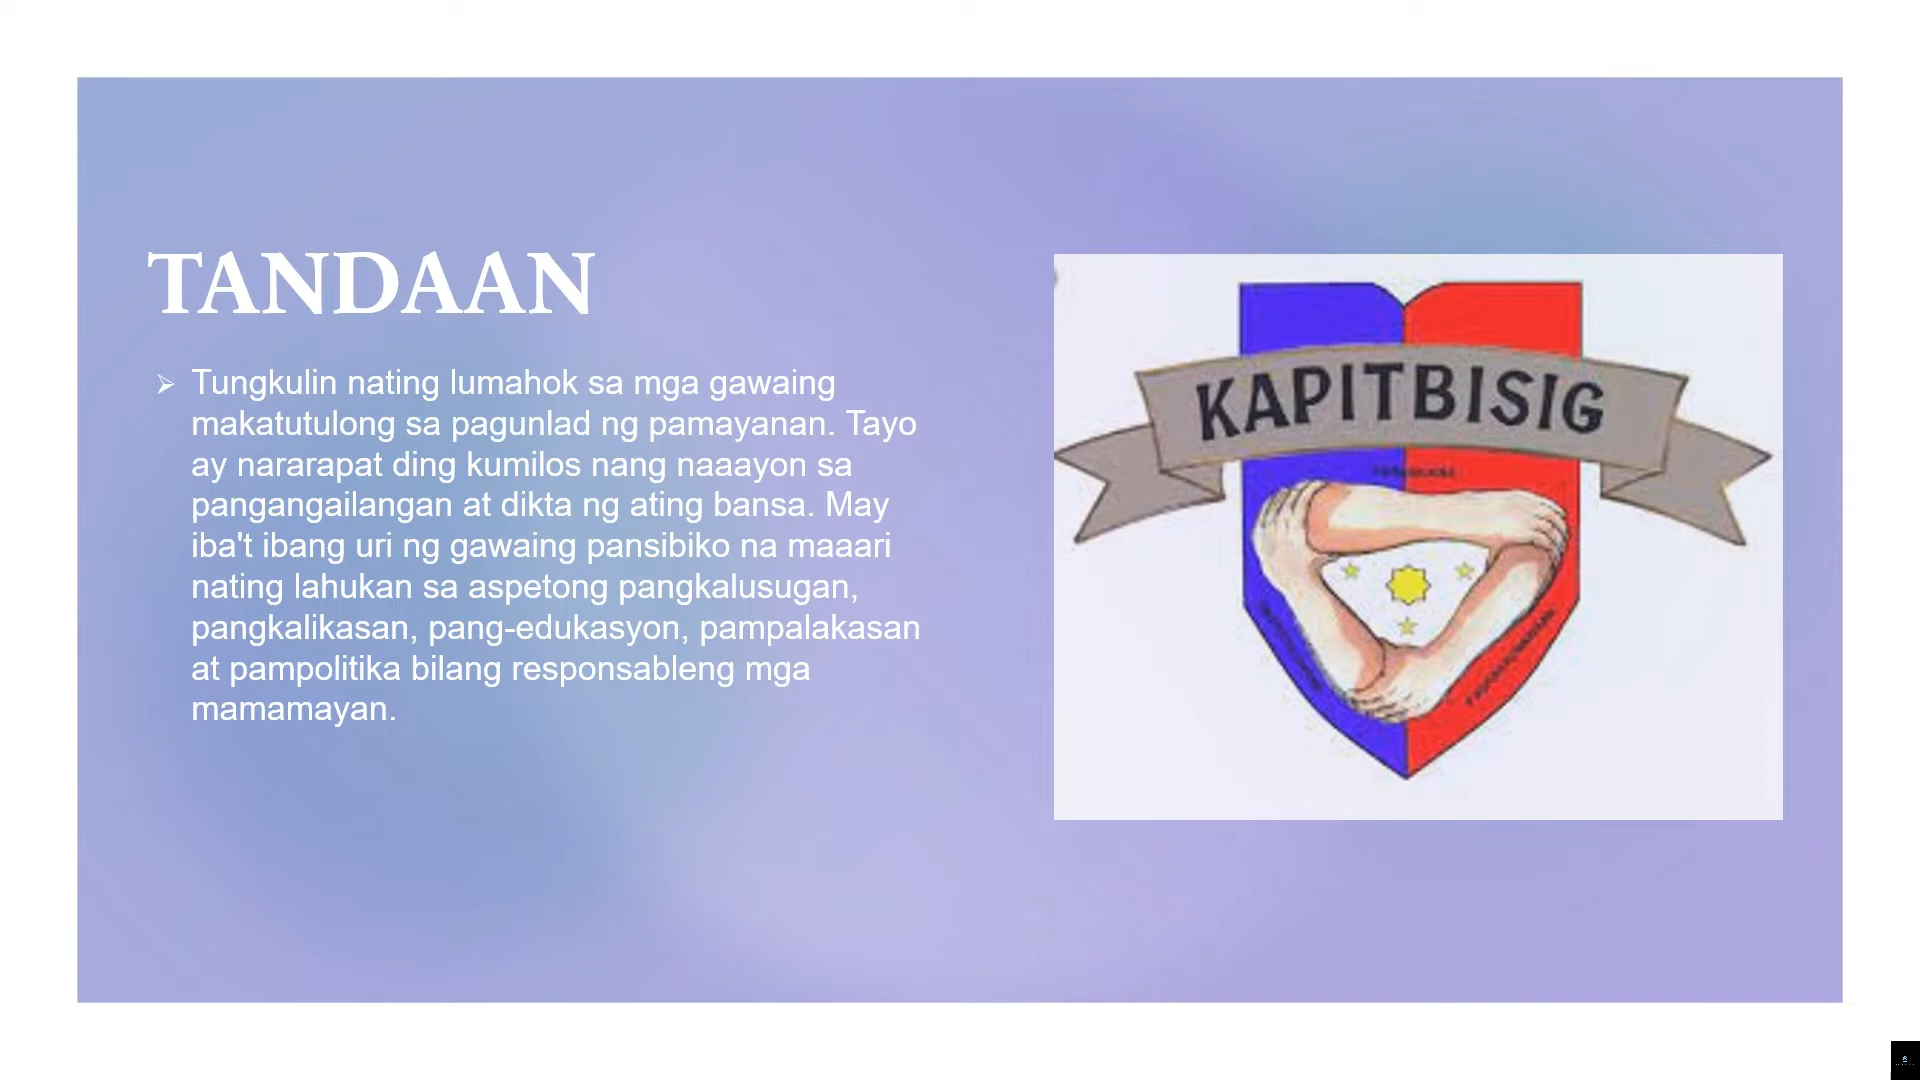 TANDAAN
Tungkulin nating lumahok sa mga gawaing
makatutulong sa pagunlad ng pamayanan. Tayo
ay nararapat ding kumilos nang naaayon sa
pangangailangan at dikta ng ating bansa. May
iba't ibang uri ng gawaing pansibiko na maaari
nating lahukan sa aspetong pangkalusugan,
pangkalikasan, pang-edukasyon, pampalakasan
at pampolitika bilang responsableng mga
mamamayan.
KAPITBISIG